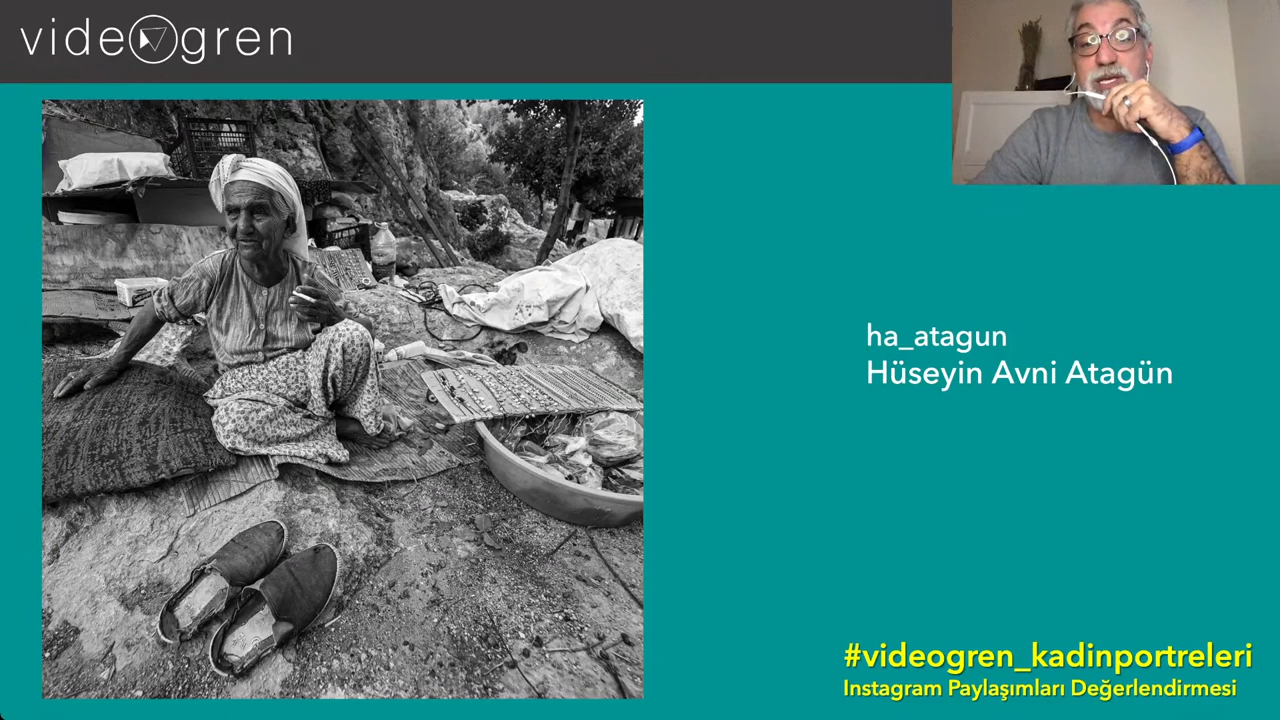 videogren
ha_atagun
Hüseyin Avni Atagün
#videogren_kadinportreleri
Instagram Paylaşımları Değerlendirmesi